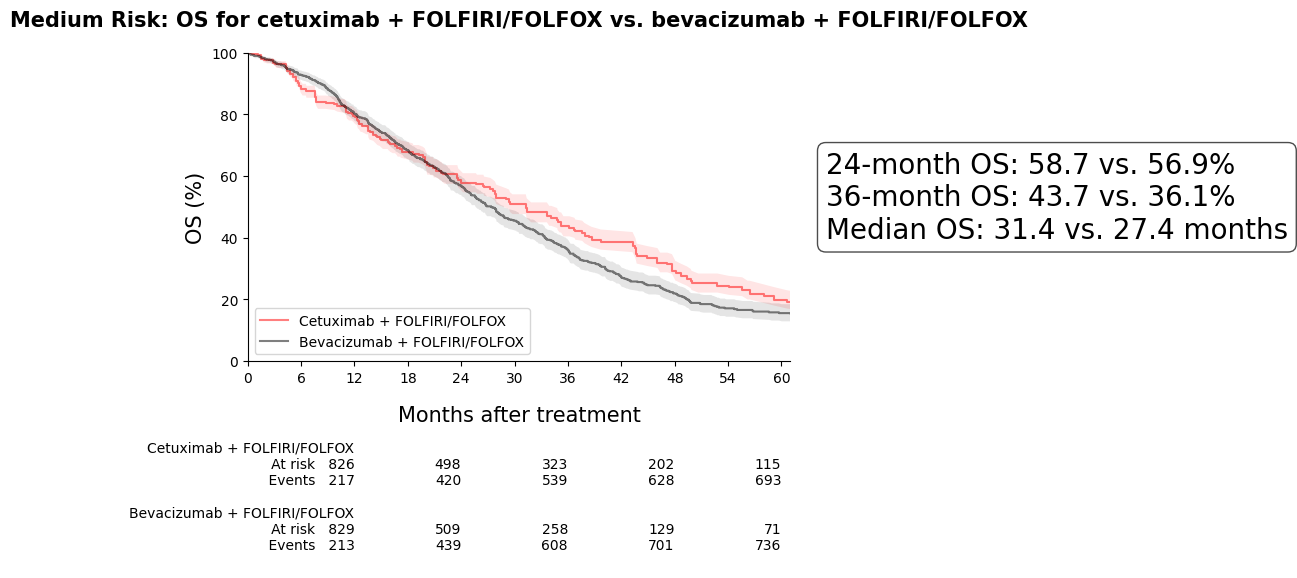 Medium Risk: OS for cetuximab + FOLFIRI/FOLFOX vs. bevacizumab + FOLFIRI/FOLFOX
100
80
60
40
20
0
OS (%)
Cetuximab + FOLFIRI/FOLFOX
Bevacizumab + FOLFIRI/FOLFOX
0 6 12 18 24 30 36 42 48 54 60
Months after treatment
24-month OS: 58.7 vs. 56.9%
36-month OS: 43.7 vs. 36.1%
Median OS: 31.4 vs. 27.4 months
Cetuximab + FOLFIRI/FOLFOX
At risk 826 498 323 202 115
Events 217 420 539 628 693
Bevacizumab + FOLFIRI/FOLFOX
At risk 829 509 258 129 71
Events 213 439 608 701 736